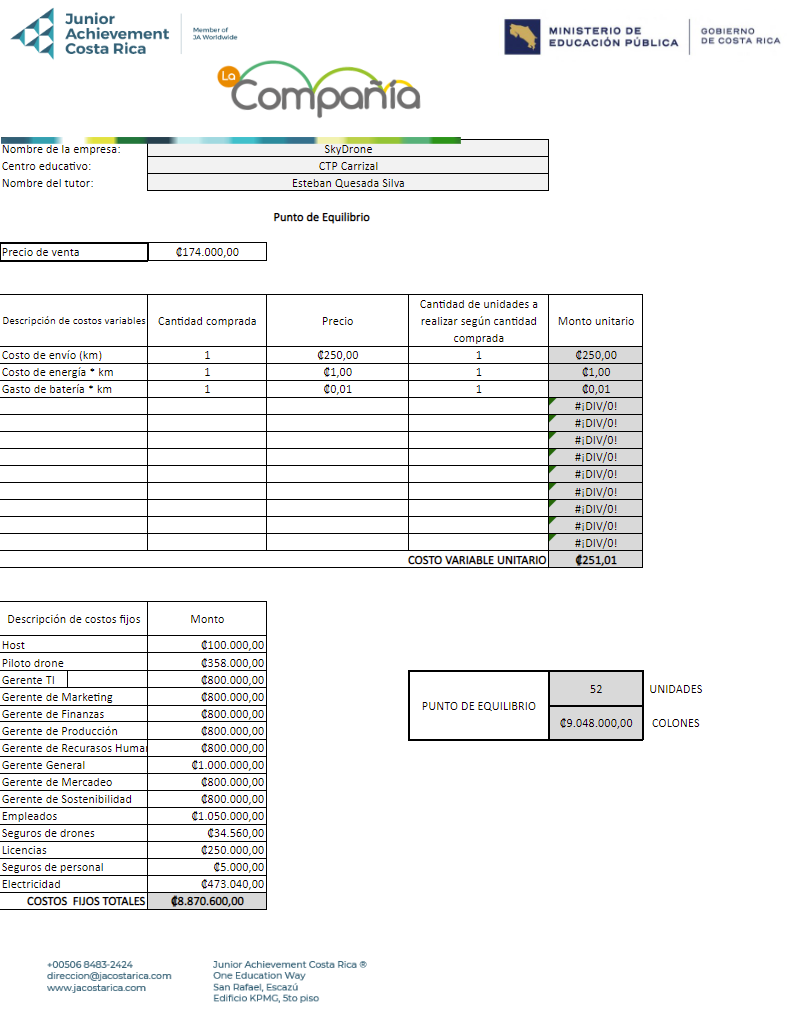 Junior
Achievement
Costa Rica
Member of
JA Worldwide
MINISTERIO DE
EDUCACIÓN PÚBLICA
GOBIERNO
DE COSTA RICA
La
Compañía
Nombre de la empresa: SkyDrone
Centro educativo: CTP Carrizal
Nombre del tutor: Esteban Quesada Silva
Punto de Equilibrio
Precio de venta ₡174.000,00
Descripción de costos variables Cantidad comprada Precio Cantidad de unidades a realizar según cantidad comprada Monto unitario
Costo de envío (km) 1 ₡250,00 1 ₡250,00
Costo de energía * km 1 ₡1,00 1 ₡1,00
Gasto de batería * km 1 ₡0,01 1 ₡0,01
#¡DIV/0!
#¡DIV/0!
#¡DIV/0!
#¡DIV/0!
#¡DIV/0!
#¡DIV/0!
#¡DIV/0!
#¡DIV/0!
#¡DIV/0!
COSTO VARIABLE UNITARIO ₡251,01
Descripción de costos fijos Monto
Host ₡100.000,00
Piloto drone ₡358.000,00
Gerente TI ₡800.000,00
Gerente de Marketing ₡800.000,00
Gerente de Finanzas ₡800.000,00
Gerente de Producción ₡800.000,00
Gerente de Recurasos Huma ₡800.000,00
Gerente General ₡1.000.000,00
Gerente de Mercadeo ₡800.000,00
Gerente de Sostenibilidad ₡800.000,00
Empleados ₡1.050.000,00
Seguros de drones ₡34.560,00
Licencias ₡250.000,00
Seguros de personal ₡5.000,00
Electricidad ₡473.040,00
COSTOS FIJOS TOTALES ₡8.870.600,00
PUNTO DE EQUILIBRIO
52 UNIDADES
₡9.048.000,00 COLONES
+00506 8483-2424
direccion@jacostarica.com
www.jacostarica.com
Junior Achievement Costa Rica ®
One Education Way
San Rafael, Escazú
Edificio KPMG, 5to piso